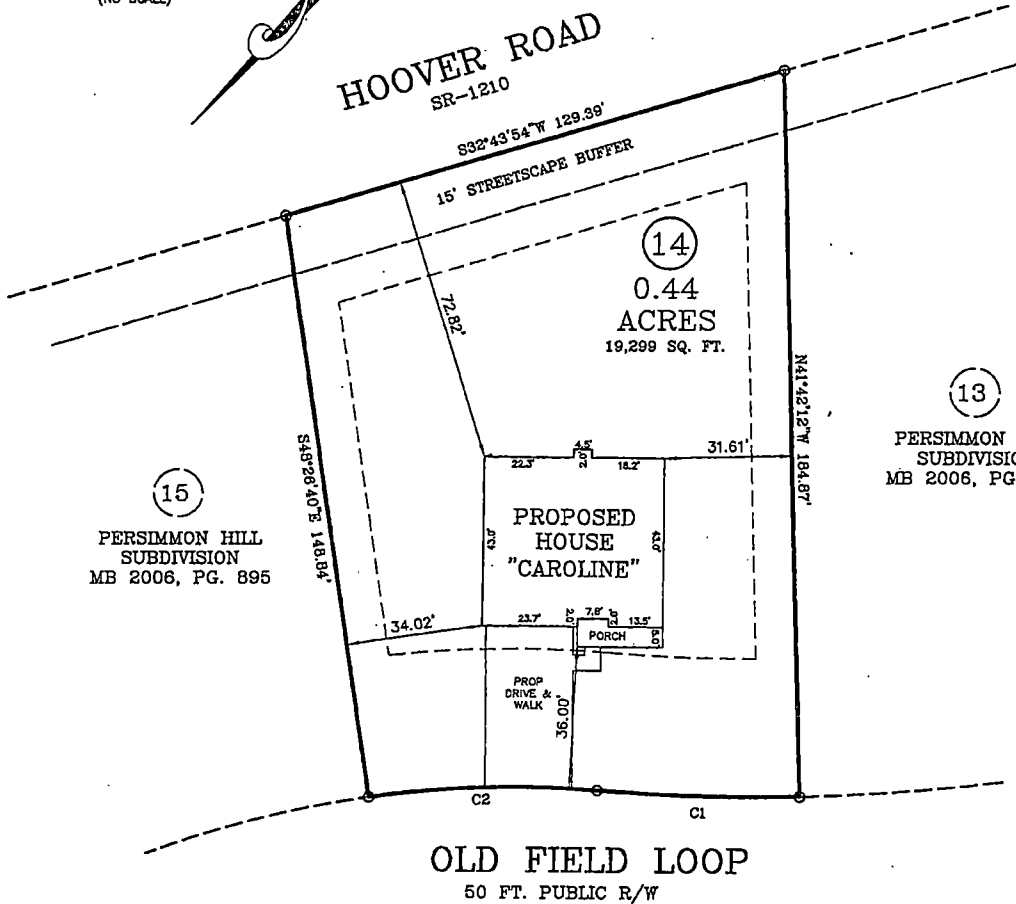 (NO SCALE)
HOOVER ROAD
SR-1210
S32°43'54"W 129.39'
15' STREETSCAPE BUFFER
14
0.44
ACRES
19,299 SQ. FT.
72.82'
N41°42'12"W 184.87'
13
PERSIMMON
SUBDIVISIO
MB 2006, PG
S48°26'40"E 148.84'
15
PERSIMMON HILL
SUBDIVISION
MB 2006, PG. 895
22.3'
4.5'
2.0'
18.2'
31.61'
43.0'
PROPOSED
HOUSE
"CAROLINE"
43.0'
34.02'
23.7'
2.0'
7.8'
2.0'
13.5'
PORCH
5.0'
PROP
DRIVE &
WALK
36.00'
C2
C1
OLD FIELD LOOP
50 FT. PUBLIC R/W